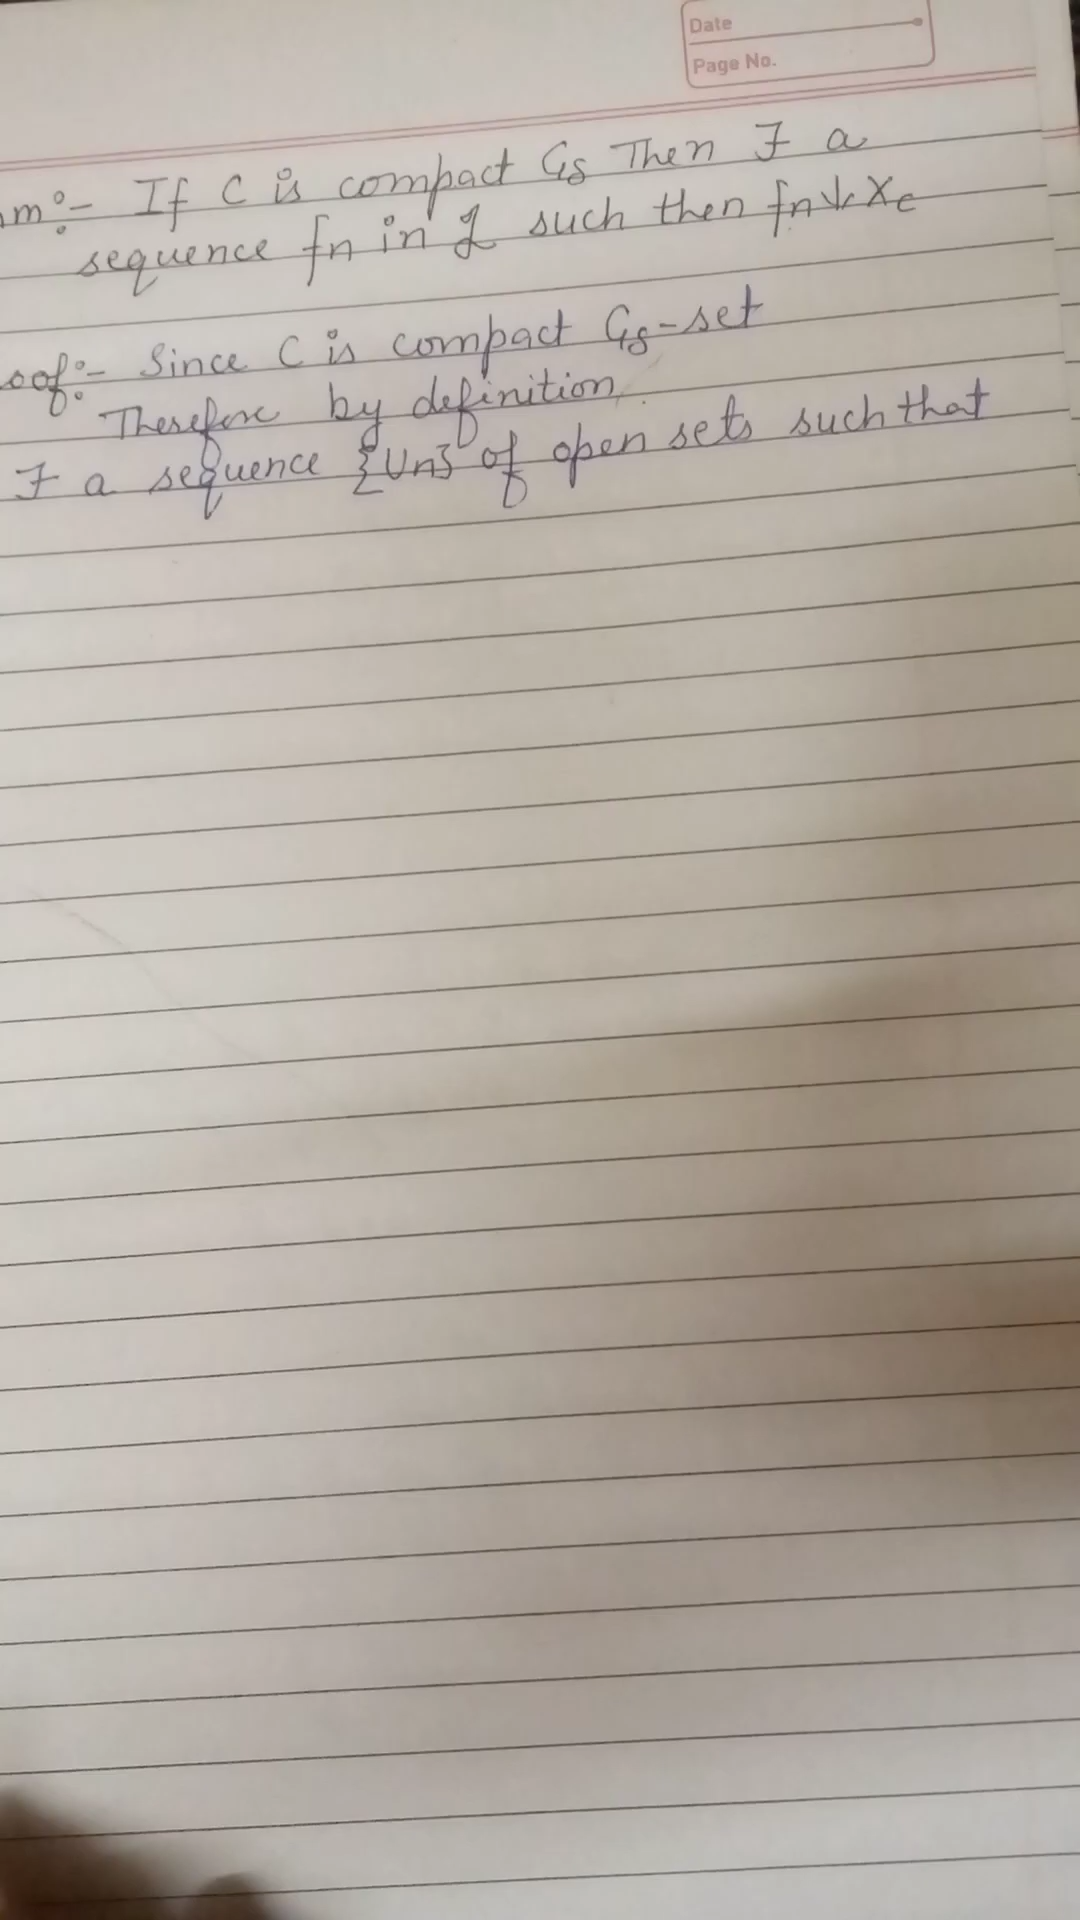 Date
Page No.
m:- If C is compact Gδ Then ∃ a
sequence fn in ℒ such then fn↓χc
oof:- Since C is compact Gδ-set
Therefore by definition
∃ a sequence {Un} of open sets such that